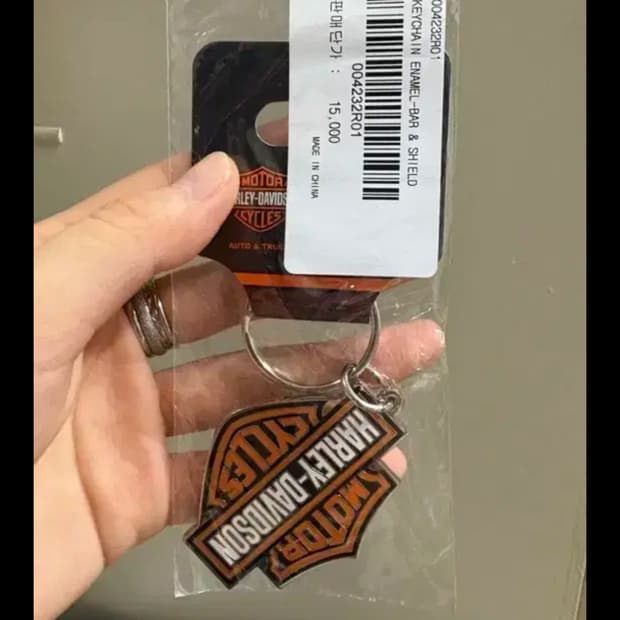 004232R01
KEYCHAIN ENAMEL-BAR & SHIELD
004232R01
판매단가 : 15,000
MADE IN CHINA
MOTOR
HARLEY-DAVIDSON
CYCLES
AUTO &
MOTOR
HARLEY-DAVIDSON
CYCLES